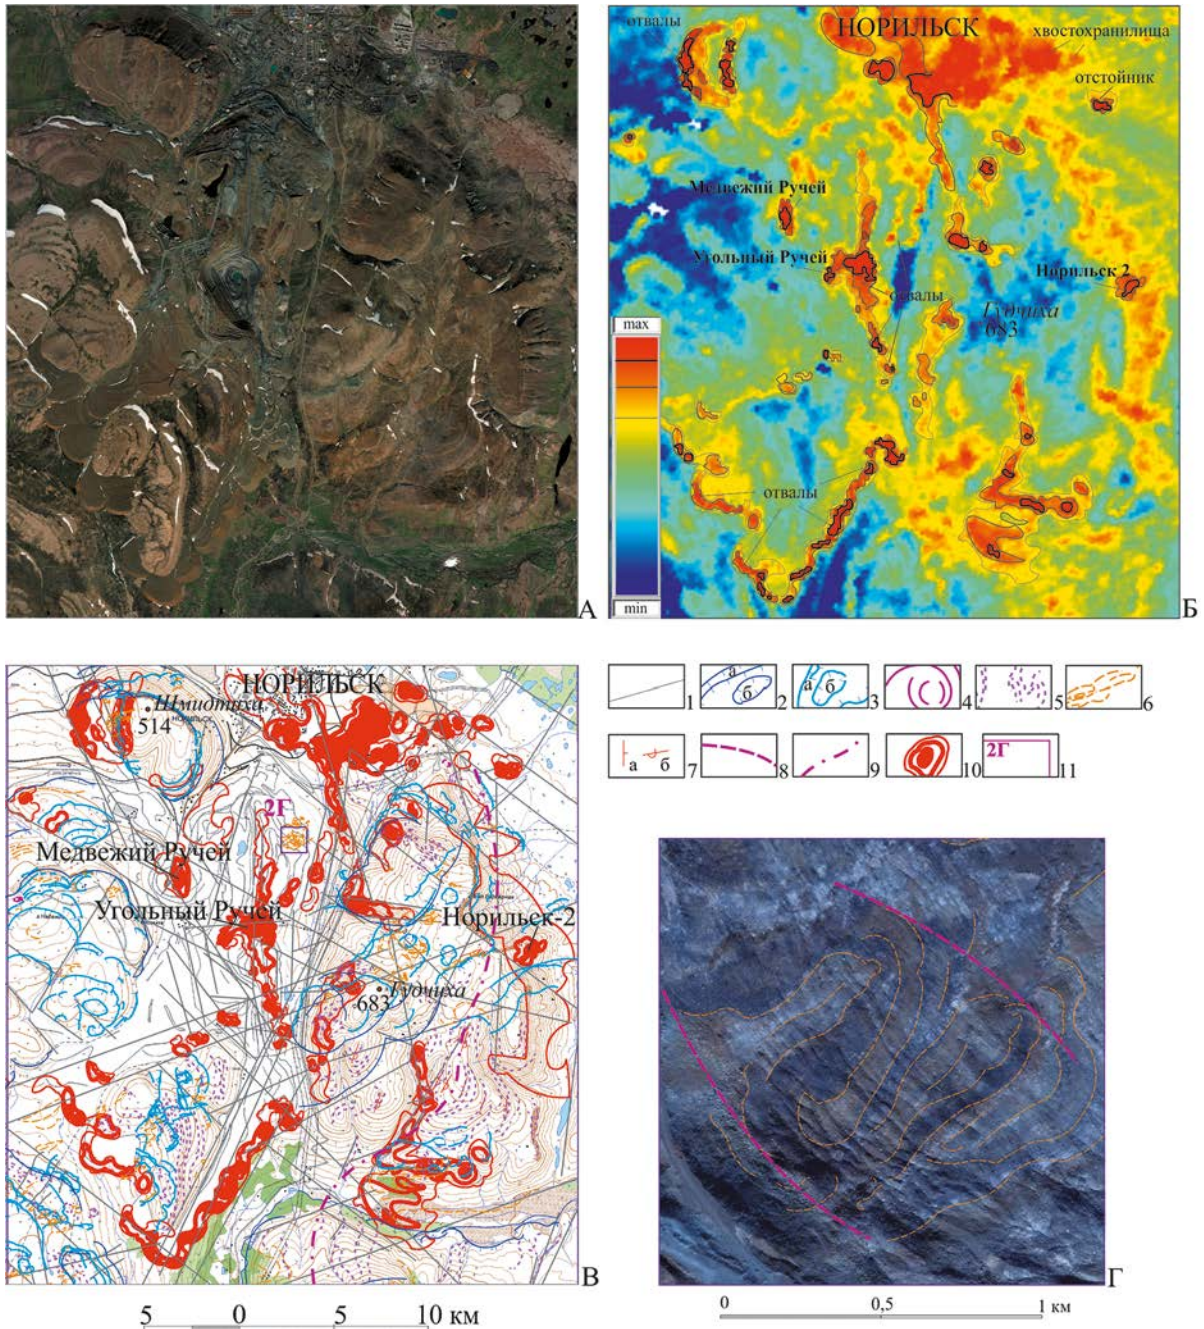 А
отвалы
НОРИЛЬСК
хвостохранилища
отстойник
Медвежий Ручей
Угольный Ручей
отвалы
Норильск 2
Гудчиха
683
max
min
отвалы
Б
НОРИЛЬСК
Шмидтиха
514
НОРИЛЬСК
2Г
Медвежий Ручей
Угольный Ручей
Норильск-2
Гудчиха
683
В
5 0 5 10 км
1
а
б
2
а
б
3
4
5
6
а
б
7
8
9
10
2Г
11
Г
0 0,5 1 км